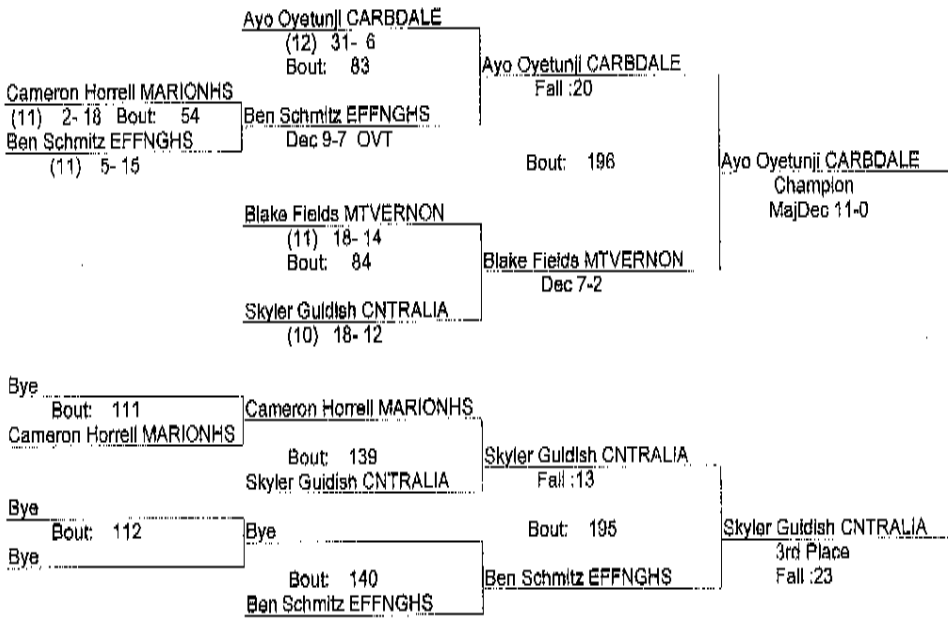 Ayo Oyetunji CARBDALE
(12) 31- 6
Bout: 83
Ayo Oyetunji CARBDALE
Fall :20
Cameron Horrell MARIONHS
(11) 2- 18 Bout: 54
Ben Schmitz EFFNGHS
Ben Schmitz EFFNGHS
(11) 5- 15
Dec 9-7 OVT
Bout: 196
Ayo Oyetunji CARBDALE
Champion
MajDec 11-0
Blake Fields MTVERNON
(11) 18- 14
Bout: 84
Blake Fields MTVERNON
Dec 7-2
Skyler Guidish CNTRALIA
(10) 18- 12
Bye
Bout: 111
Cameron Horrell MARIONHS
Cameron Horrell MARIONHS
Bout: 139
Skyler Guidish CNTRALIA
Skyler Guidish CNTRALIA
Fall :13
Bye
Bout: 112
Bye
Bye
Bout: 195
Skyler Guidish CNTRALIA
3rd Place
Fall :23
Bout: 140
Ben Schmitz EFFNGHS
Ben Schmitz EFFNGHS